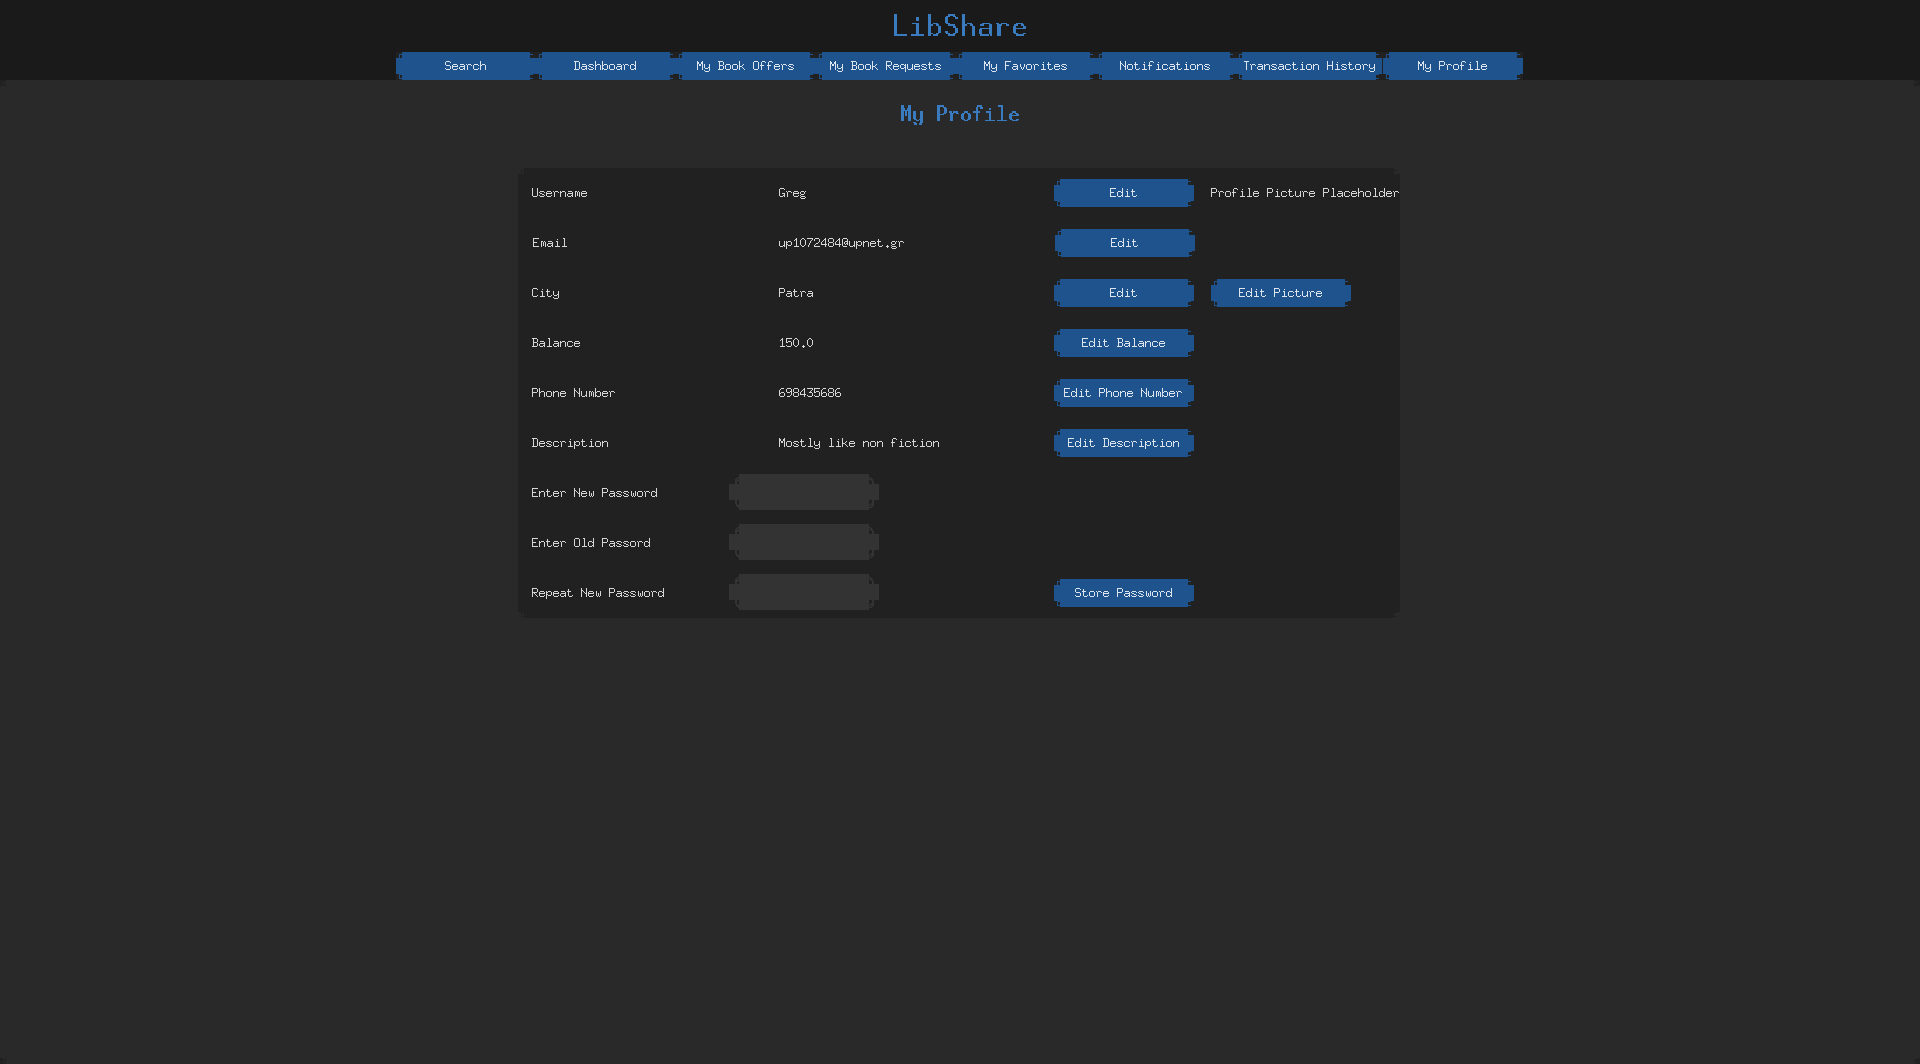 LibShare
Search Dashboard My Book Offers My Book Requests My Favorites Notifications Transaction History My Profile
My Profile
Username Greg Edit Profile Picture Placeholder
Email up1072484@upnet.gr Edit
City Patra Edit Edit Picture
Balance 150.0 Edit Balance
Phone Number 698435686 Edit Phone Number
Description Mostly like non fiction Edit Description
Enter New Password
Enter Old Passord
Repeat New Password Store Password